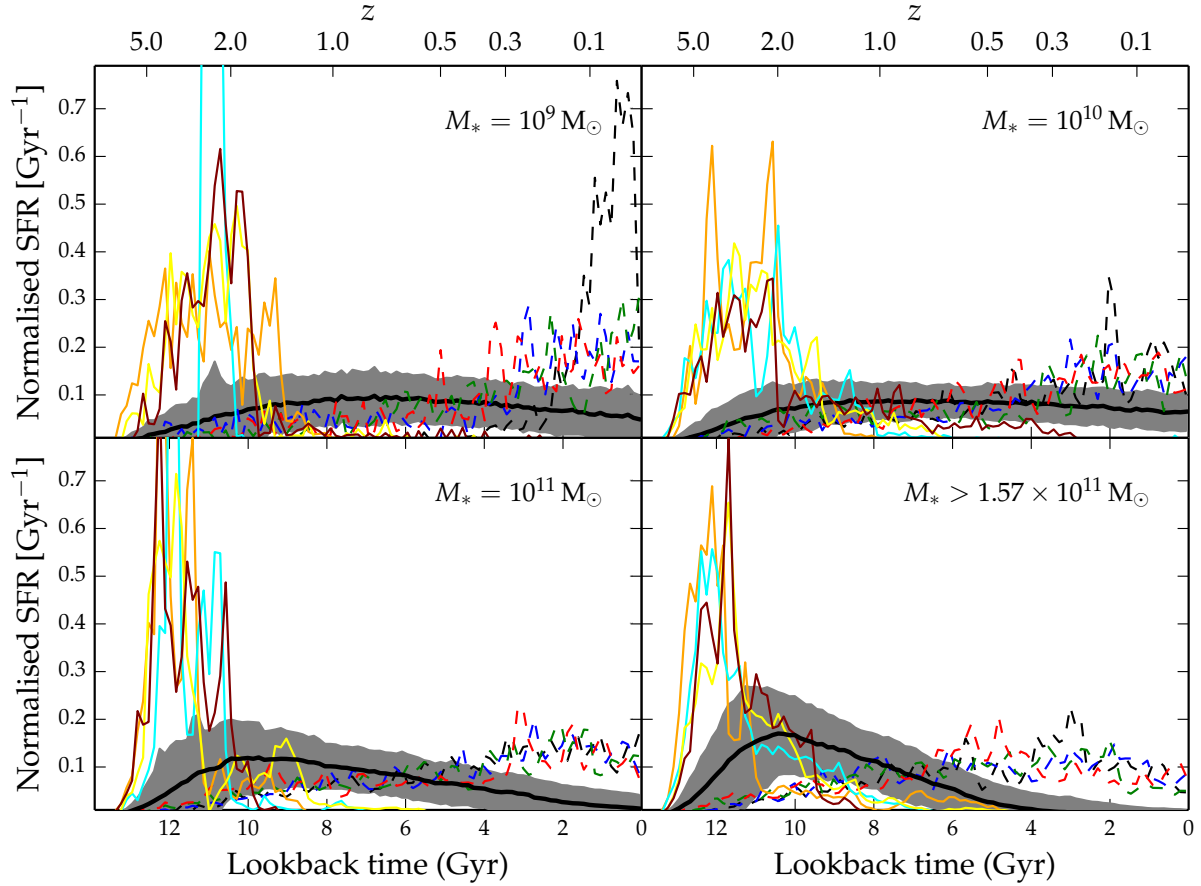 z z
5.0 2.0 1.0 0.5 0.3 0.1 5.0 2.0 1.0 0.5 0.3 0.1
Normalised SFR [Gyr⁻¹]
0.7
0.6
0.5
0.4
0.3
0.2
0.1
M* = 10⁹ M⊙
M* = 10¹⁰ M⊙
Normalised SFR [Gyr⁻¹]
0.7
0.6
0.5
0.4
0.3
0.2
0.1
M* = 10¹¹ M⊙
M* > 1.57 × 10¹¹ M⊙
12 10 8 6 4 2 0 12 10 8 6 4 2 0
Lookback time (Gyr) Lookback time (Gyr)